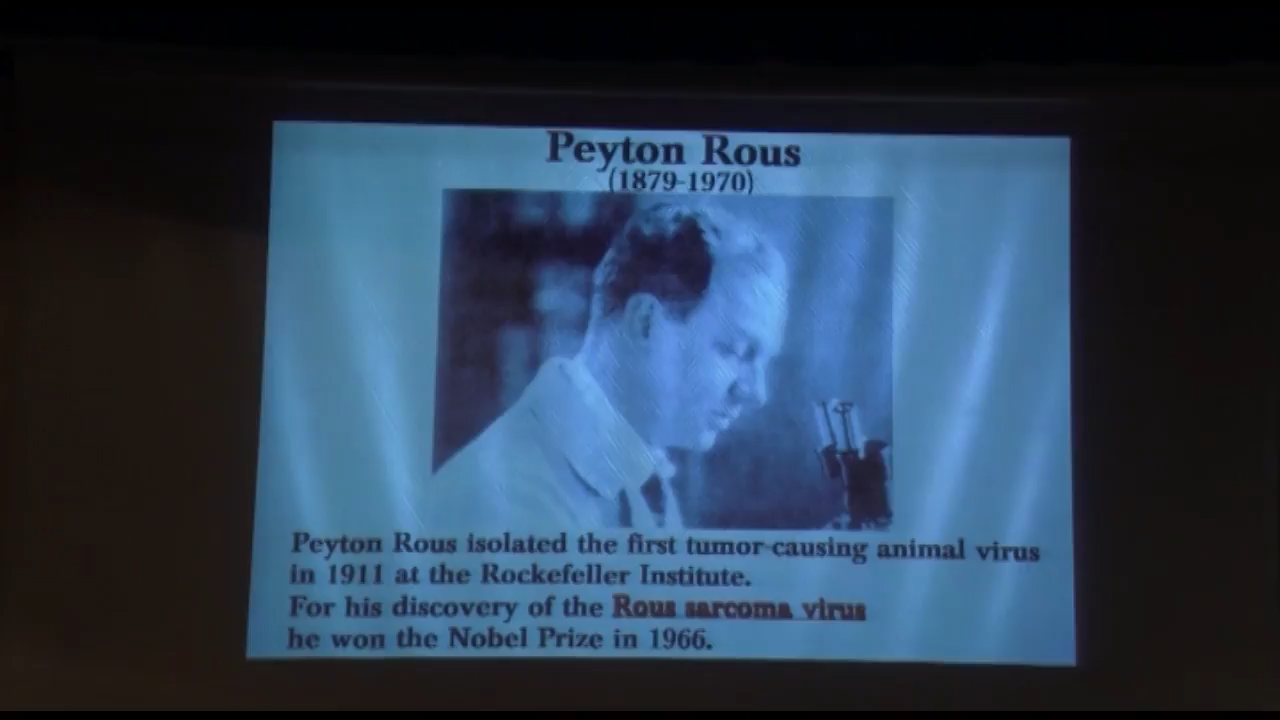 Peyton Rous
(1879-1970)
Peyton Rous isolated the first tumor-causing animal virus
in 1911 at the Rockefeller Institute.
For his discovery of the Rous sarcoma virus
he won the Nobel Prize in 1966.